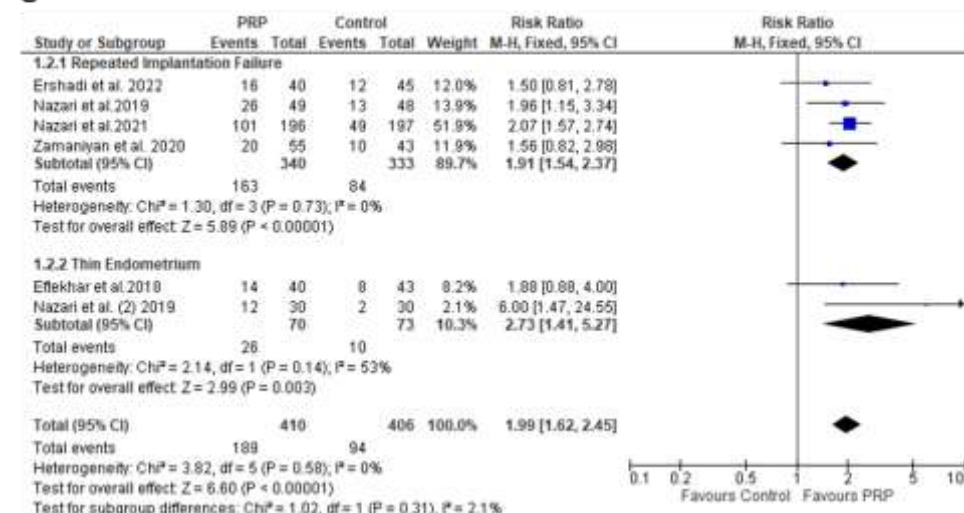 PRP Control Risk Ratio Risk Ratio
Study or Subgroup Events Total Events Total Weight M-H, Fixed, 95% CI M-H, Fixed, 95% CI
1.2.1 Repeated Implantation Failure
Ershadi et al. 2022 16 40 12 45 12.0% 1.50 [0.81, 2.78]
Nazari et al.2019 26 49 13 48 13.9% 1.96 [1.15, 3.34]
Nazari et al.2021 101 196 49 197 51.9% 2.07 [1.57, 2.74]
Zamaniyan et al. 2020 20 55 10 43 11.9% 1.56 [0.82, 2.98]
Subtotal (95% CI) 340 333 89.7% 1.91 [1.54, 2.37]
Total events 163 84
Heterogeneity: Chi² = 1.30, df = 3 (P = 0.73); I² = 0%
Test for overall effect: Z = 5.89 (P < 0.00001)
1.2.2 Thin Endometrium
Eftekhar et al.2018 14 40 8 43 8.2% 1.88 [0.88, 4.00]
Nazari et al. (2) 2019 12 30 2 30 2.1% 6.00 [1.47, 24.55]
Subtotal (95% CI) 70 73 10.3% 2.73 [1.41, 5.27]
Total events 26 10
Heterogeneity: Chi² = 2.14, df = 1 (P = 0.14); I² = 53%
Test for overall effect: Z = 2.99 (P = 0.003)
Total (95% CI) 410 406 100.0% 1.99 [1.62, 2.45]
Total events 189 94
Heterogeneity: Chi² = 3.82, df = 5 (P = 0.58); I² = 0%
Test for overall effect: Z = 6.60 (P < 0.00001)
Test for subgroup differences: Chi² = 1.02, df = 1 (P = 0.31), I² = 2.1%
0.1 0.2 0.5 1 2 5 10
Favours Control Favours PRP